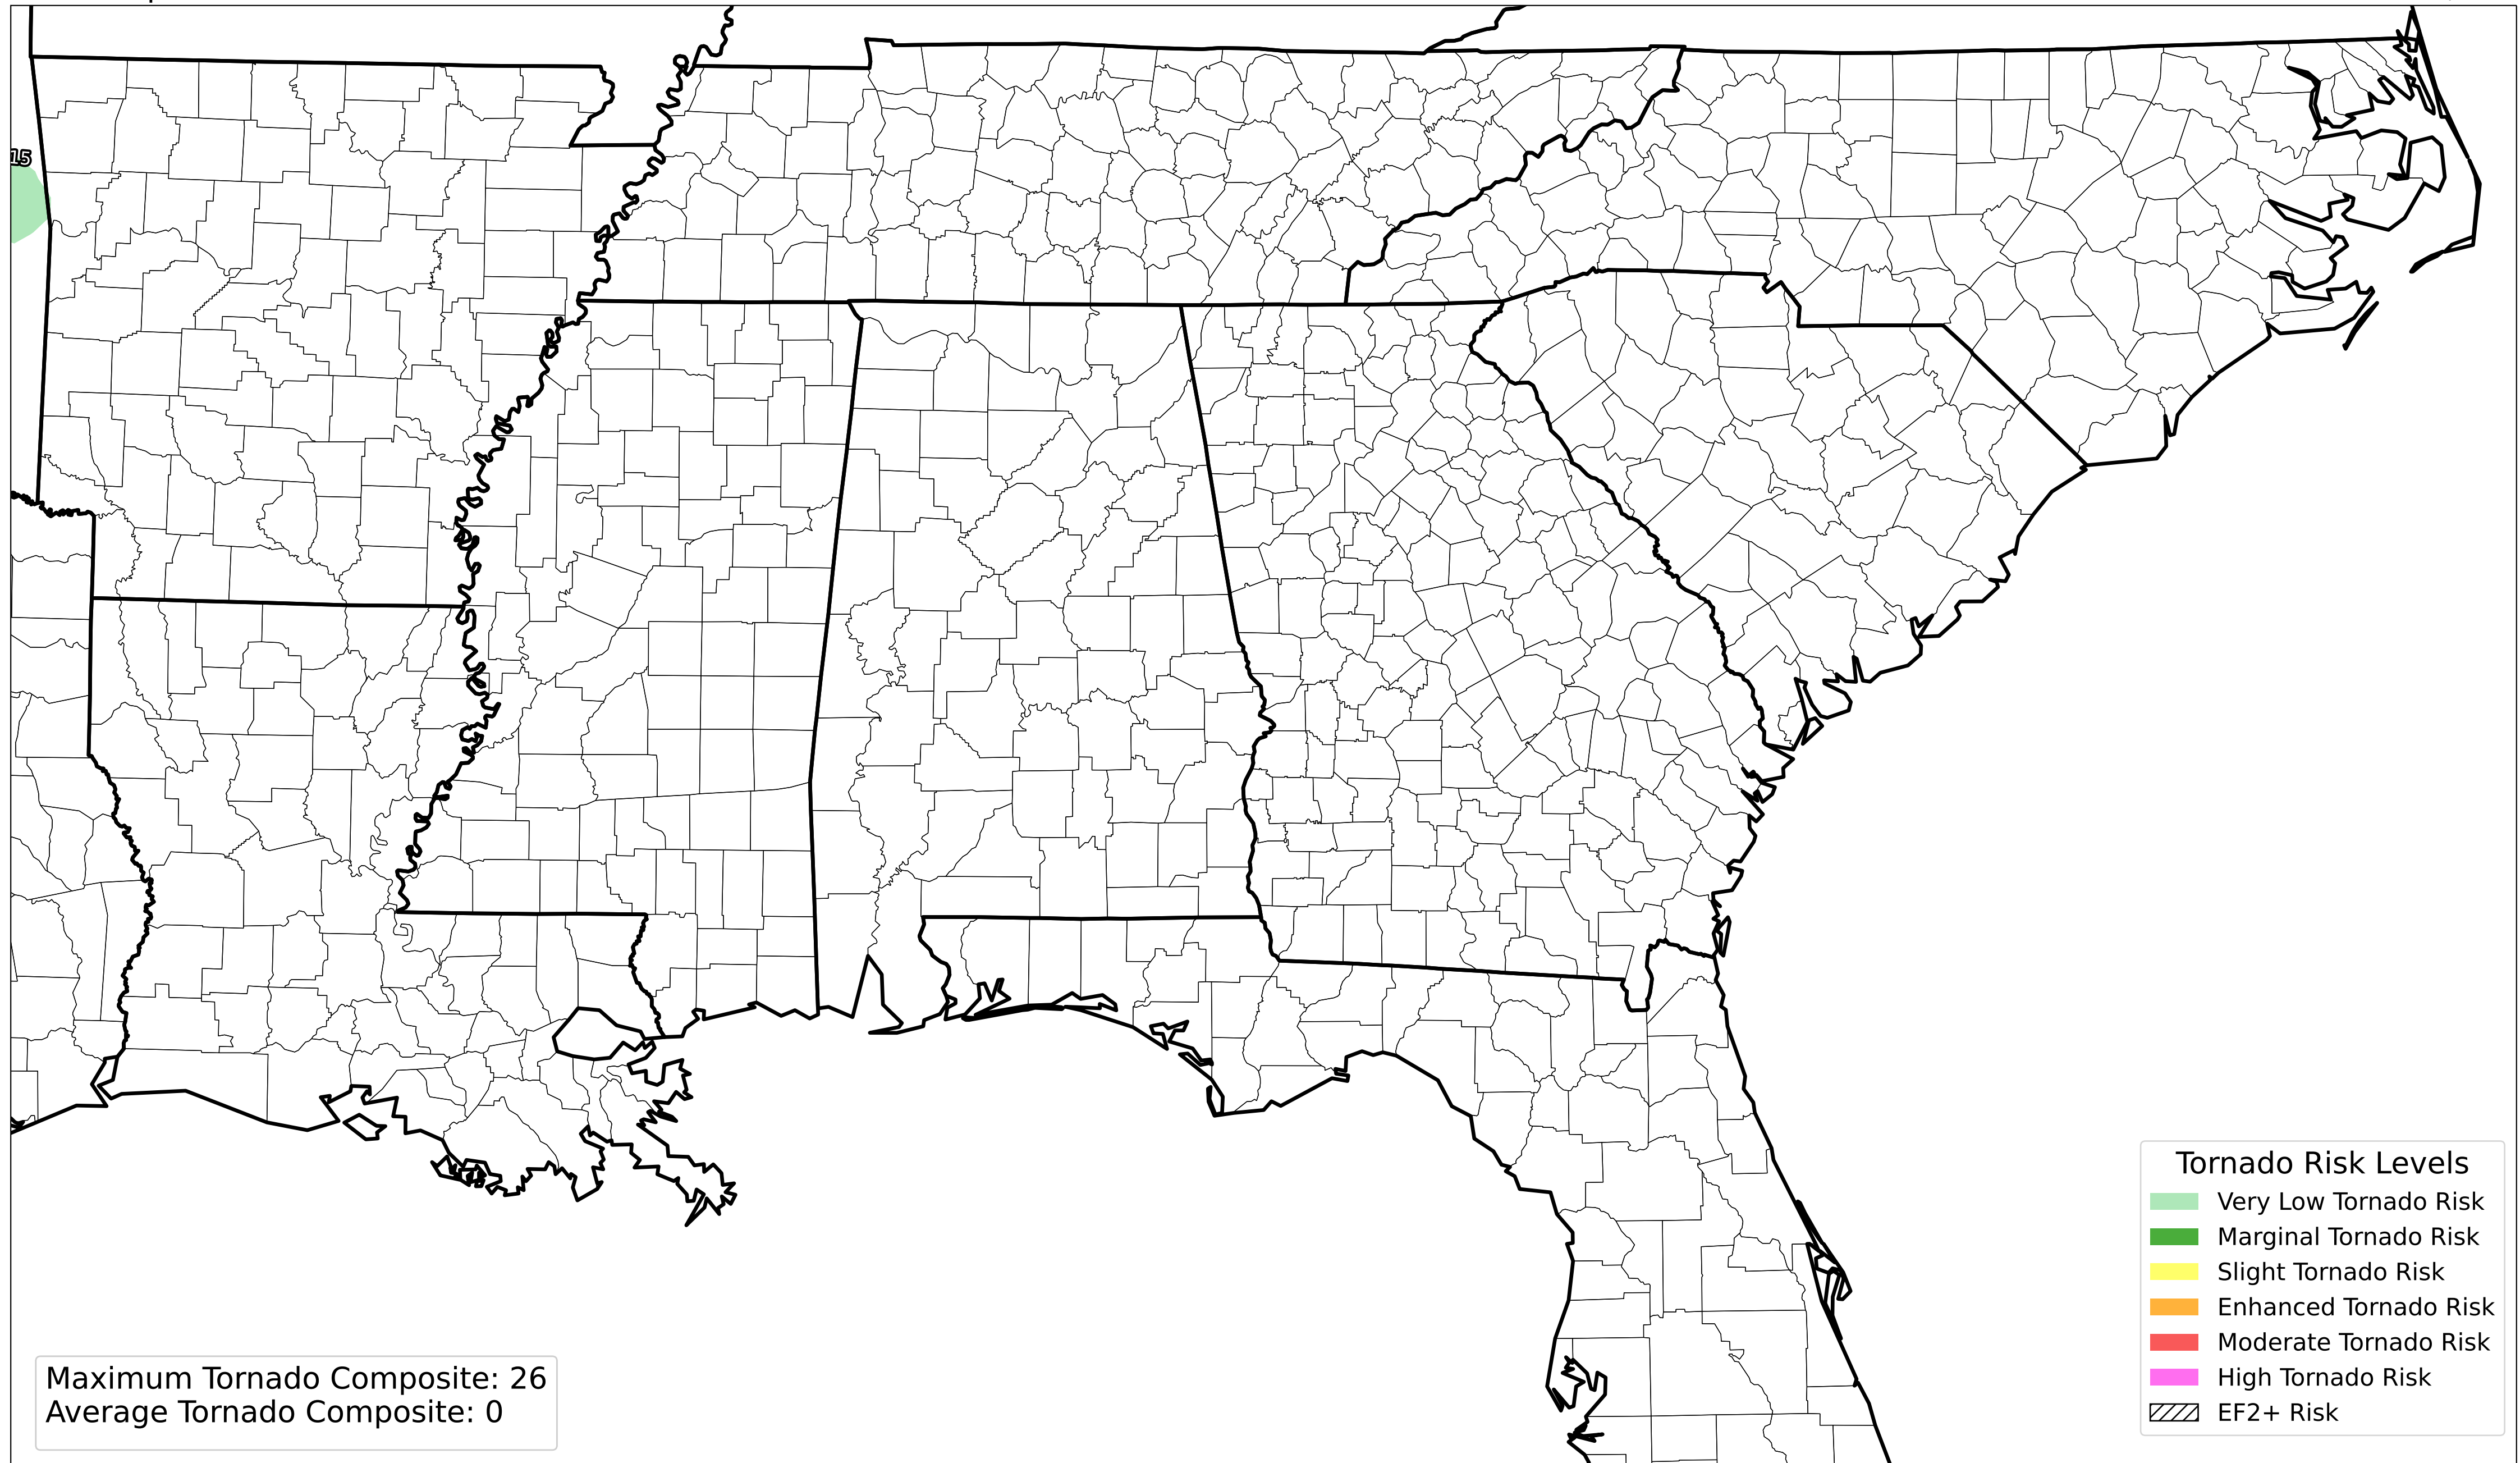 15
Tornado Risk Levels
Very Low Tornado Risk
Marginal Tornado Risk
Slight Tornado Risk
Enhanced Tornado Risk
Moderate Tornado Risk
High Tornado Risk
EF2+ Risk
Maximum Tornado Composite: 26
Average Tornado Composite: 0